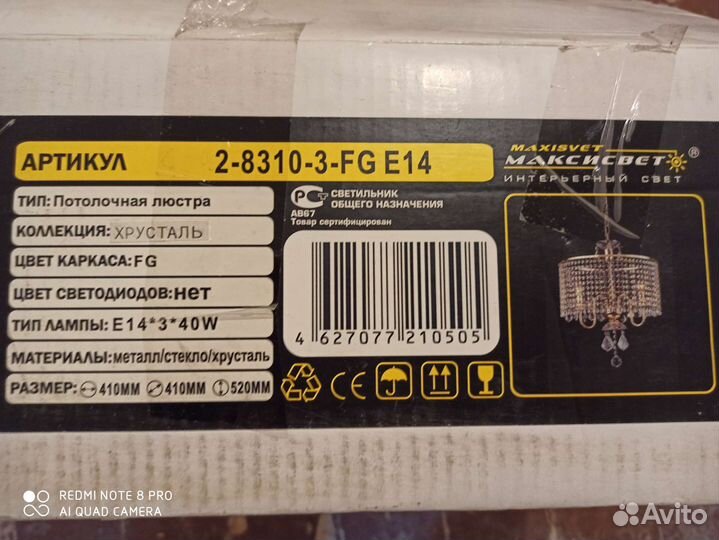 АРТИКУЛ 2-8310-3-FG E14
MAXISVET
МАКСИСВЕТ®
ИНТЕРЬЕРНЫЙ СВЕТ
ТИП: Потолочная люстра
КОЛЛЕКЦИЯ: ХРУСТАЛЬ
ЦВЕТ КАРКАСА: FG
ЦВЕТ СВЕТОДИОДОВ: нет
ТИП ЛАМПЫ: E14*3*40W
МАТЕРИАЛЫ: металл/стекло/хрусталь
РАЗМЕР: 410ММ 410ММ 520ММ
РСТ
СВЕТИЛЬНИК
ОБЩЕГО НАЗНАЧЕНИЯ
АВ67
Товар сертифицирован
4 627077 210505
CE
REDMI NOTE 8 PRO
AI QUAD CAMERA
Avito